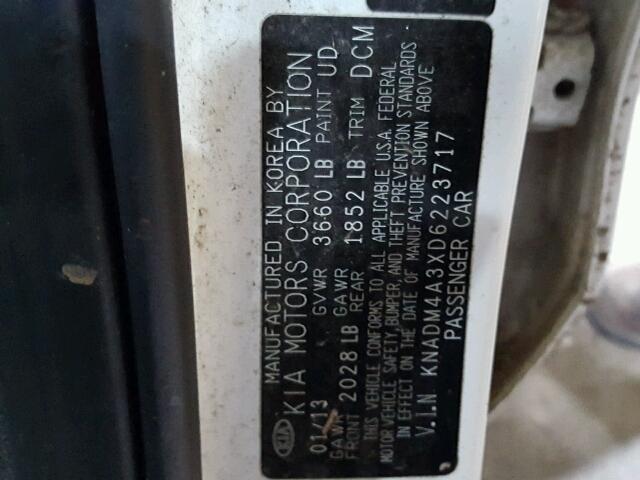 MANUFACTURED IN KOREA BY
KIA KIA MOTORS CORPORATION
01/13 GVWR 3660 LB PAINT UD
GAWR FRONT 2028 LB GAWR REAR 1852 LB TRIM DCM
THIS VEHICLE CONFORMS TO ALL APPLICABLE U.S.A. FEDERAL
MOTOR VEHICLE SAFETY, BUMPER, AND THEFT PREVENTION STANDARDS
IN EFFECT ON THE DATE OF MANUFACTURE SHOWN ABOVE
V.I.N KNADM4A3XD6223717
PASSENGER CAR